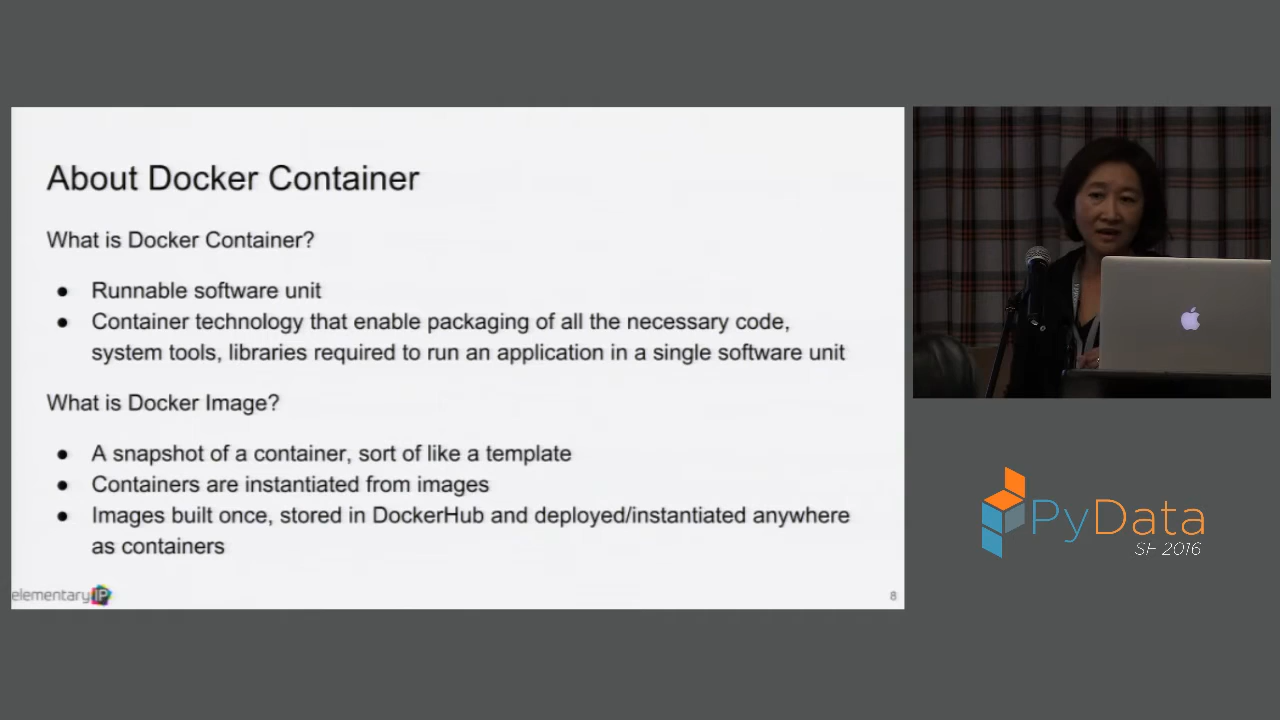 About Docker Container
What is Docker Container?
● Runnable software unit
● Container technology that enable packaging of all the necessary code,
system tools, libraries required to run an application in a single software unit
What is Docker Image?
● A snapshot of a container, sort of like a template
● Containers are instantiated from images
● Images built once, stored in DockerHub and deployed/instantiated anywhere
as containers
elementaryIP
8
PyData
SF 2016